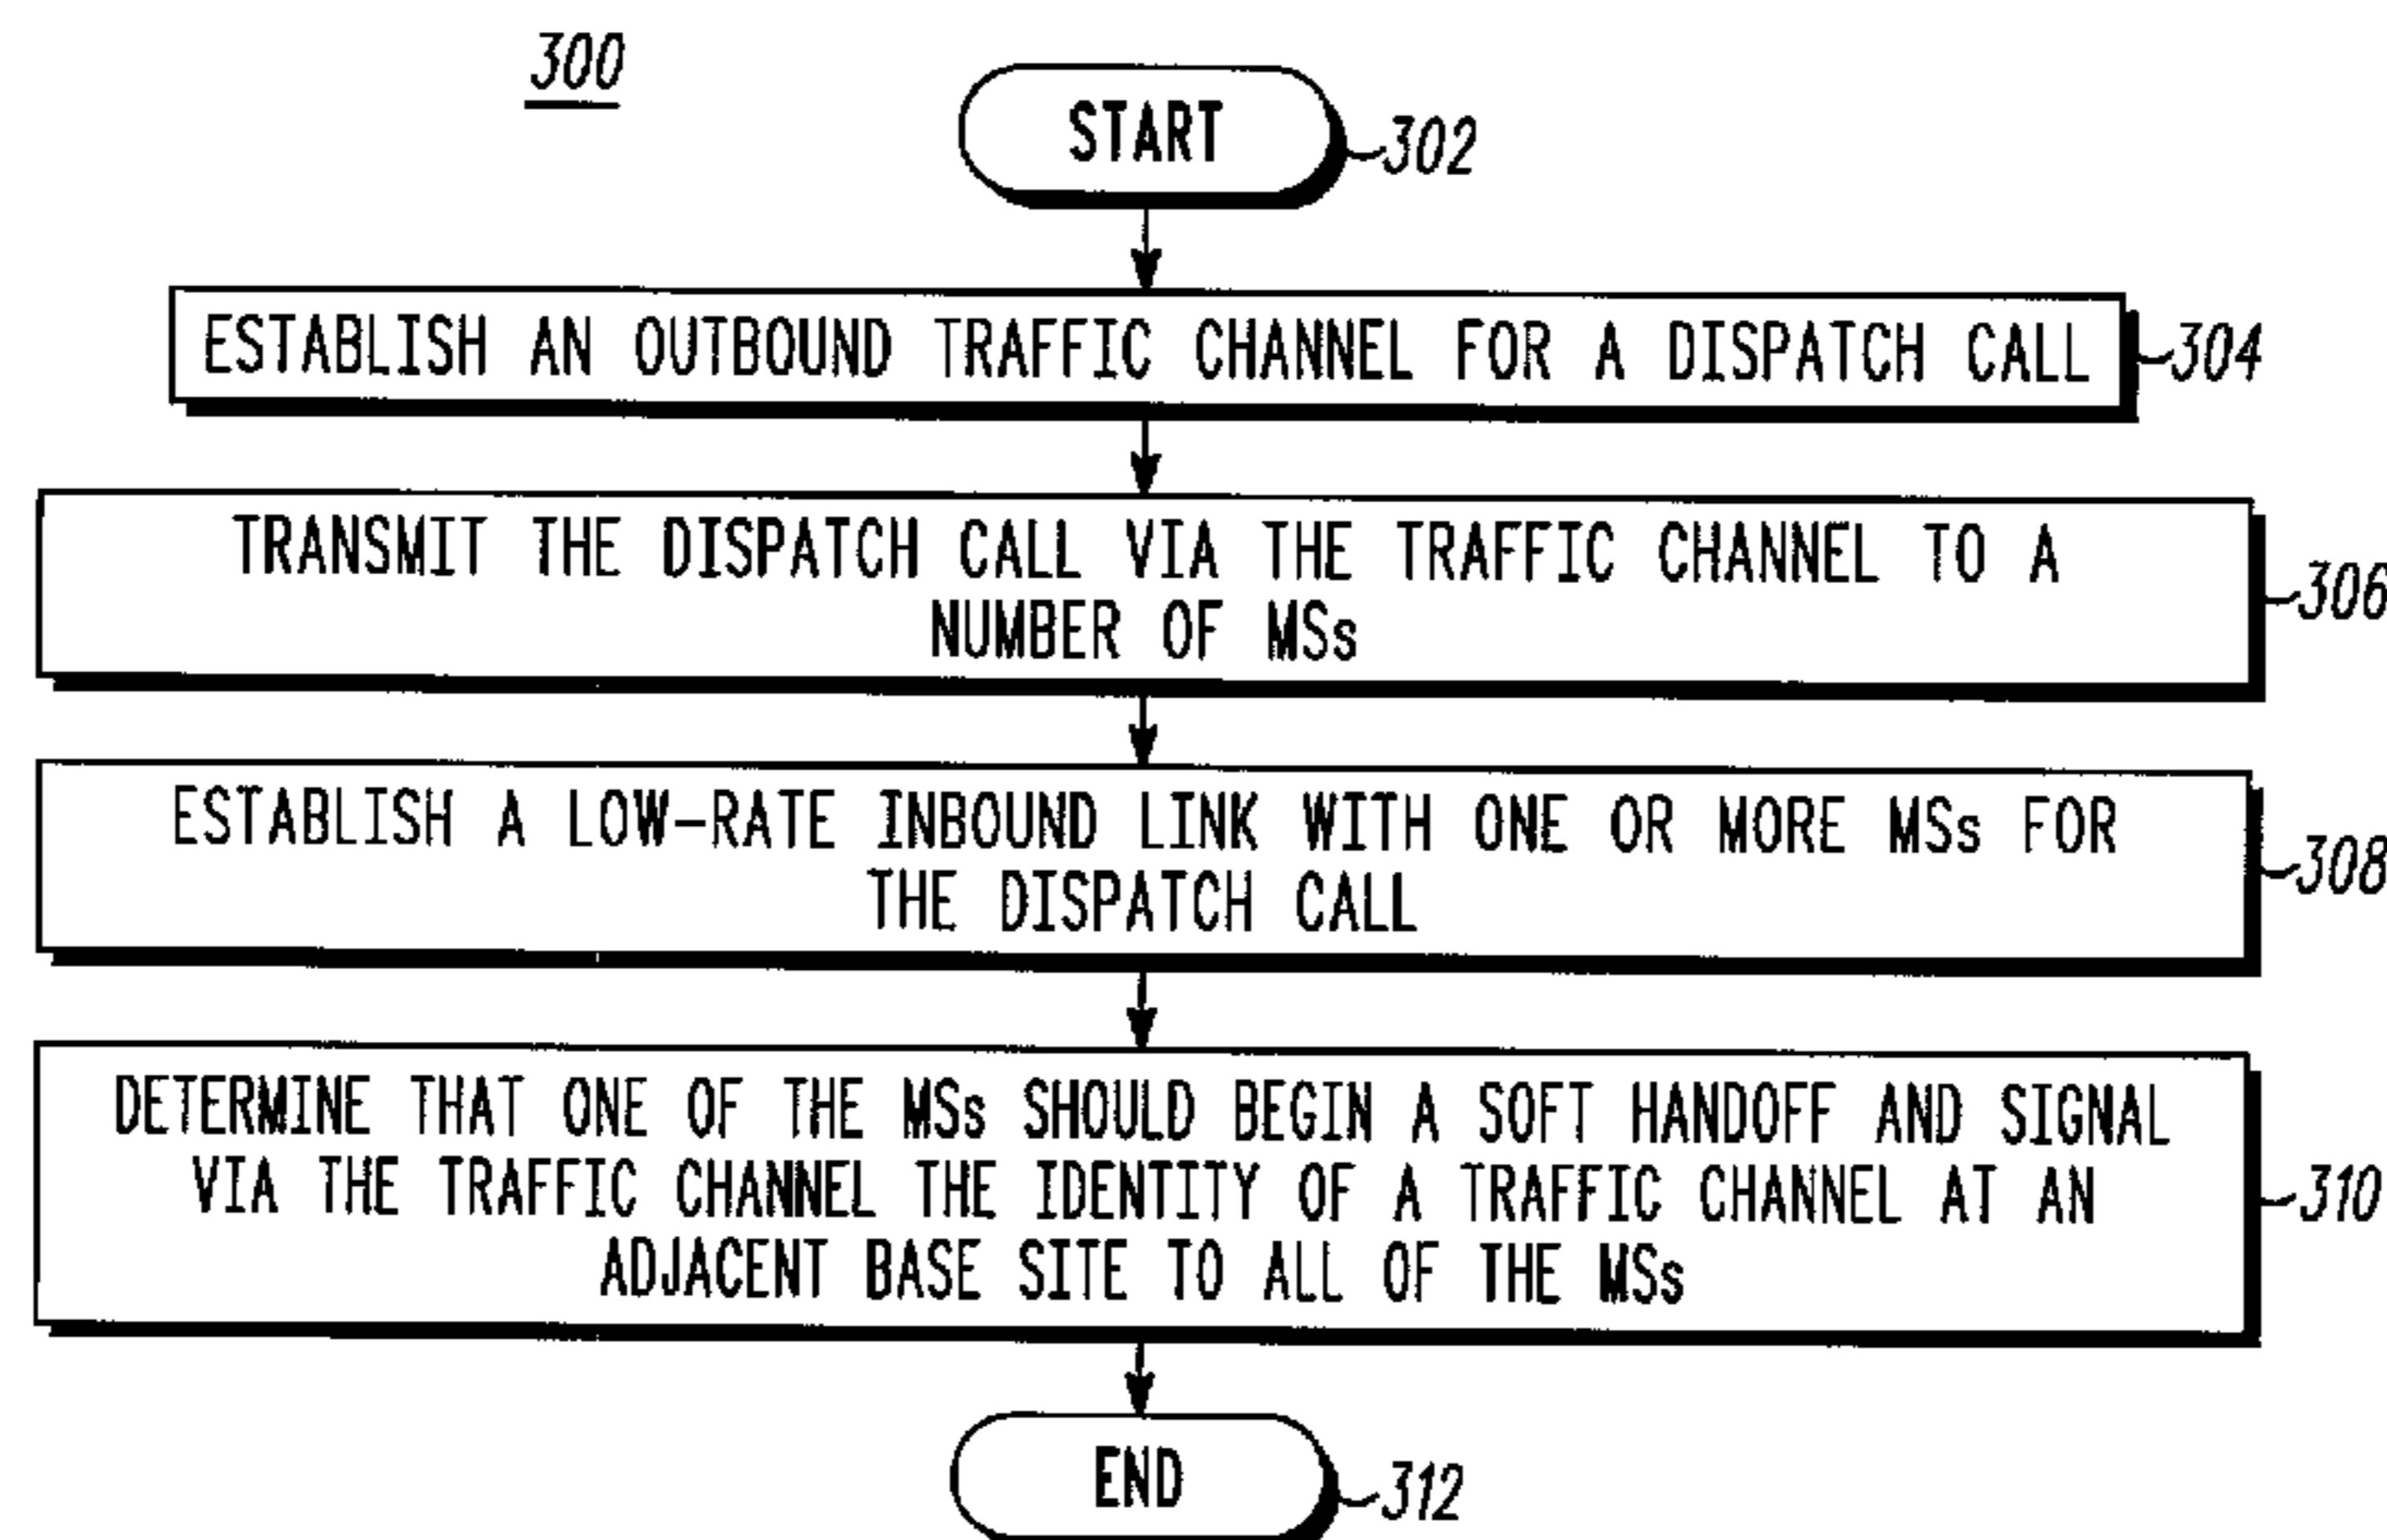 300
START
302
ESTABLISH AN OUTBOUND TRAFFIC CHANNEL FOR A DISPATCH CALL
304
TRANSMIT THE DISPATCH CALL VIA THE TRAFFIC CHANNEL TO A
NUMBER OF MSs
306
ESTABLISH A LOW-RATE INBOUND LINK WITH ONE OR MORE MSs FOR
THE DISPATCH CALL
308
DETERMINE THAT ONE OF THE MSs SHOULD BEGIN A SOFT HANDOFF AND SIGNAL
VIA THE TRAFFIC CHANNEL THE IDENTITY OF A TRAFFIC CHANNEL AT AN
ADJACENT BASE SITE TO ALL OF THE MSs
310
END
312